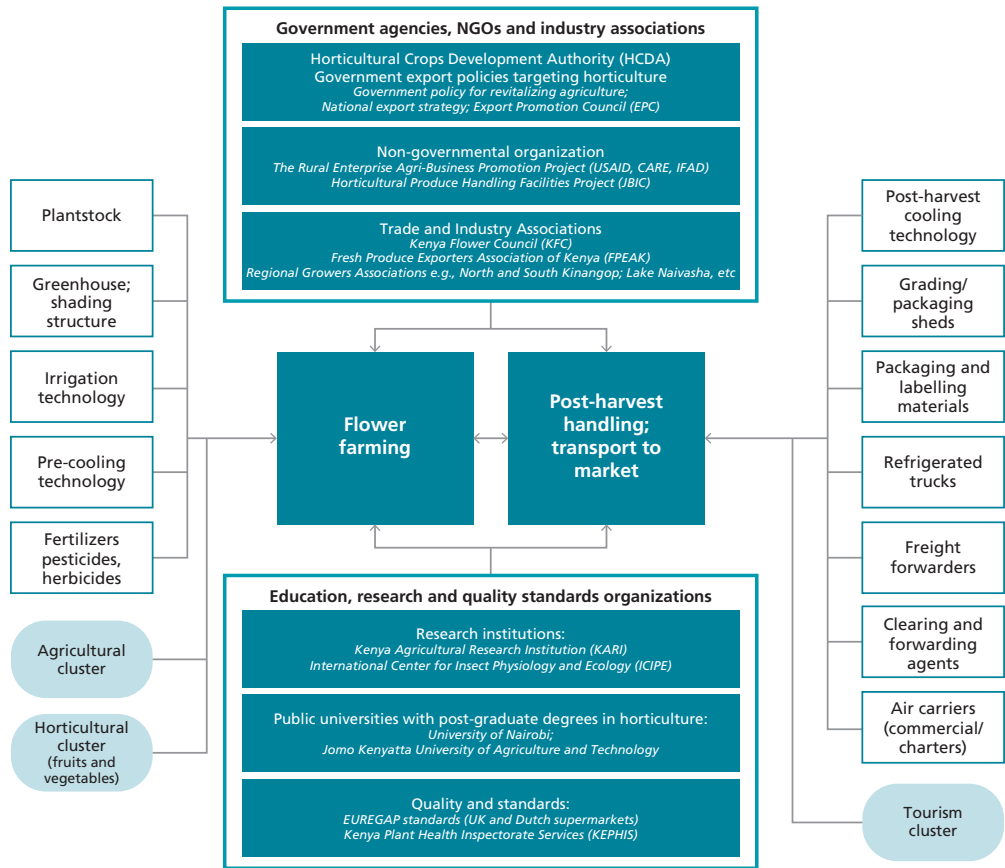 Government agencies, NGOs and industry associations
Horticultural Crops Development Authority (HCDA)
Government export policies targeting horticulture
Government policy for revitalizing agriculture;
National export strategy; Export Promotion Council (EPC)
Non-governmental organization
The Rural Enterprise Agri-Business Promotion Project (USAID, CARE, IFAD)
Horticultural Produce Handling Facilities Project (JBIC)
Trade and Industry Associations
Kenya Flower Council (KFC)
Fresh Produce Exporters Association of Kenya (FPEAK)
Regional Growers Associations e.g., North and South Kinangop; Lake Naivasha, etc
Plantstock
Greenhouse;
shading
structure
Irrigation
technology
Pre-cooling
technology
Fertilizers
pesticides,
herbicides
Agricultural
cluster
Horticultural
cluster
(fruits and
vegetables)
Flower
farming
Post-harvest
handling;
transport to
market
Post-harvest
cooling
technology
Grading/
packaging
sheds
Packaging and
labelling
materials
Refrigerated
trucks
Freight
forwarders
Clearing and
forwarding
agents
Air carriers
(commercial/
charters)
Tourism
cluster
Education, research and quality standards organizations
Research institutions:
Kenya Agricultural Research Institution (KARI)
International Center for Insect Physiology and Ecology (ICIPE)
Public universities with post-graduate degrees in horticulture:
University of Nairobi;
Jomo Kenyatta University of Agriculture and Technology
Quality and standards:
EUREGAP standards (UK and Dutch supermarkets)
Kenya Plant Health Inspectorate Services (KEPHIS)